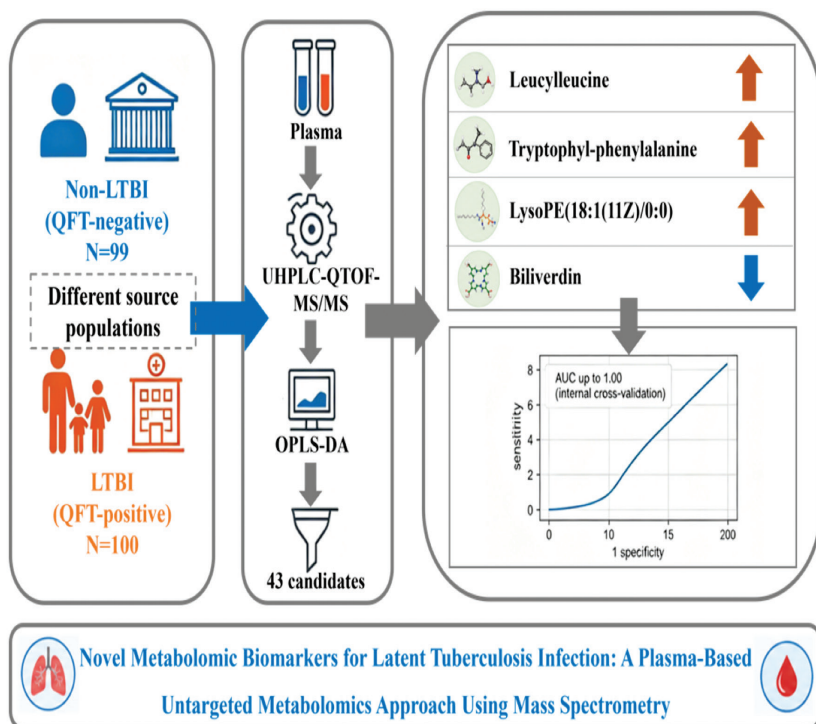 Non-LTBI
(QFT-negative)
N=99
Different source
populations
LTBI
(QFT-positive)
N=100
Plasma
UHPLC-QTOF-
MS/MS
OPLS-DA
43 candidates
Leucylleucine
Tryptophyl-phenylalanine
LysoPE(18:1(11Z)/0:0)
Biliverdin
AUC up to 1.00
(internal cross-validation)
sensitiniity
8
6
4
2
0
0 10 15 200
1 specificity
Novel Metabolomic Biomarkers for Latent Tuberculosis Infection: A Plasma-Based
Untargeted Metabolomics Approach Using Mass Spectrometry